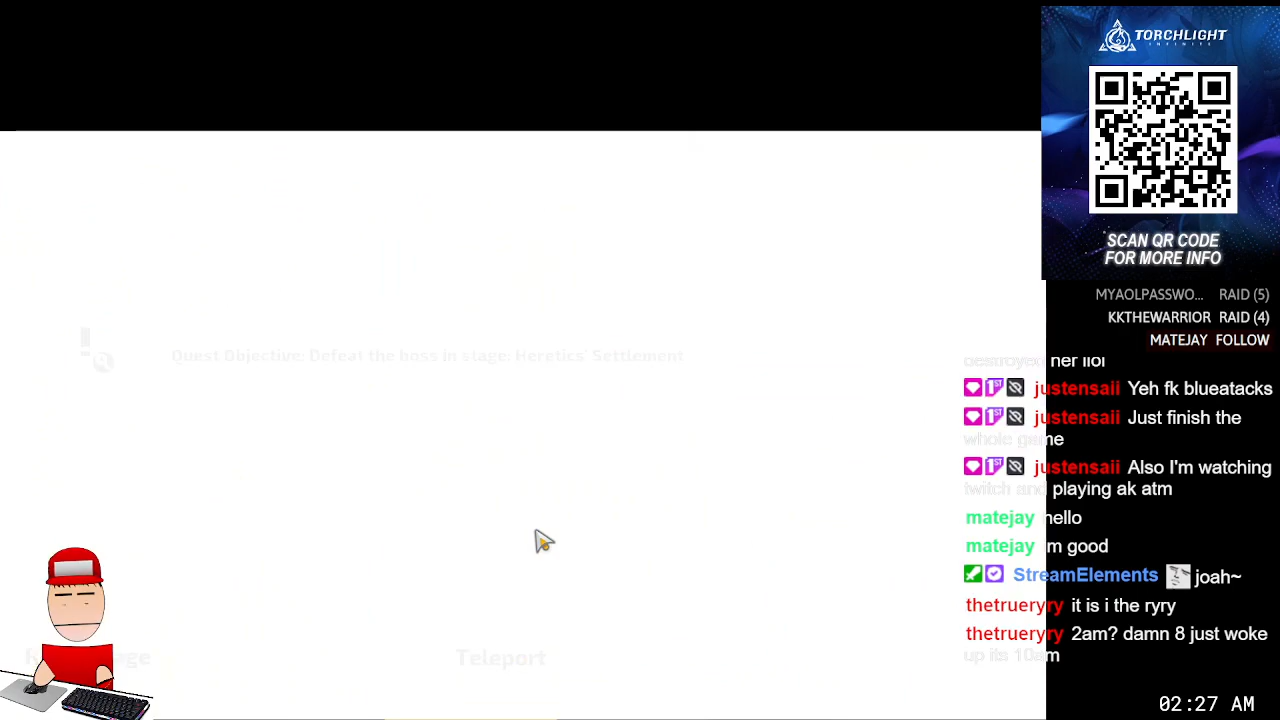 TORCHLIGHT
INFINITE
SCAN QR CODE
FOR MORE INFO
MYAOLPASSWO... RAID (5)
KKTHEWARRIOR RAID (4)
MATEJAY FOLLOW
destroyed her lol
justensaii Yeh fk blueatacks
justensaii Just finish the
whole game
justensaii Also I'm watching
twitch and playing ak atm
matejay hello
matejay im good
StreamElements joah~
thetrueryry it is i the ryry
thetrueryry 2am? damn 8 just woke
up its 10am
Quest Objective: Defeat the boss in stage: Heretics' Settlement
Teleport
02:27 AM